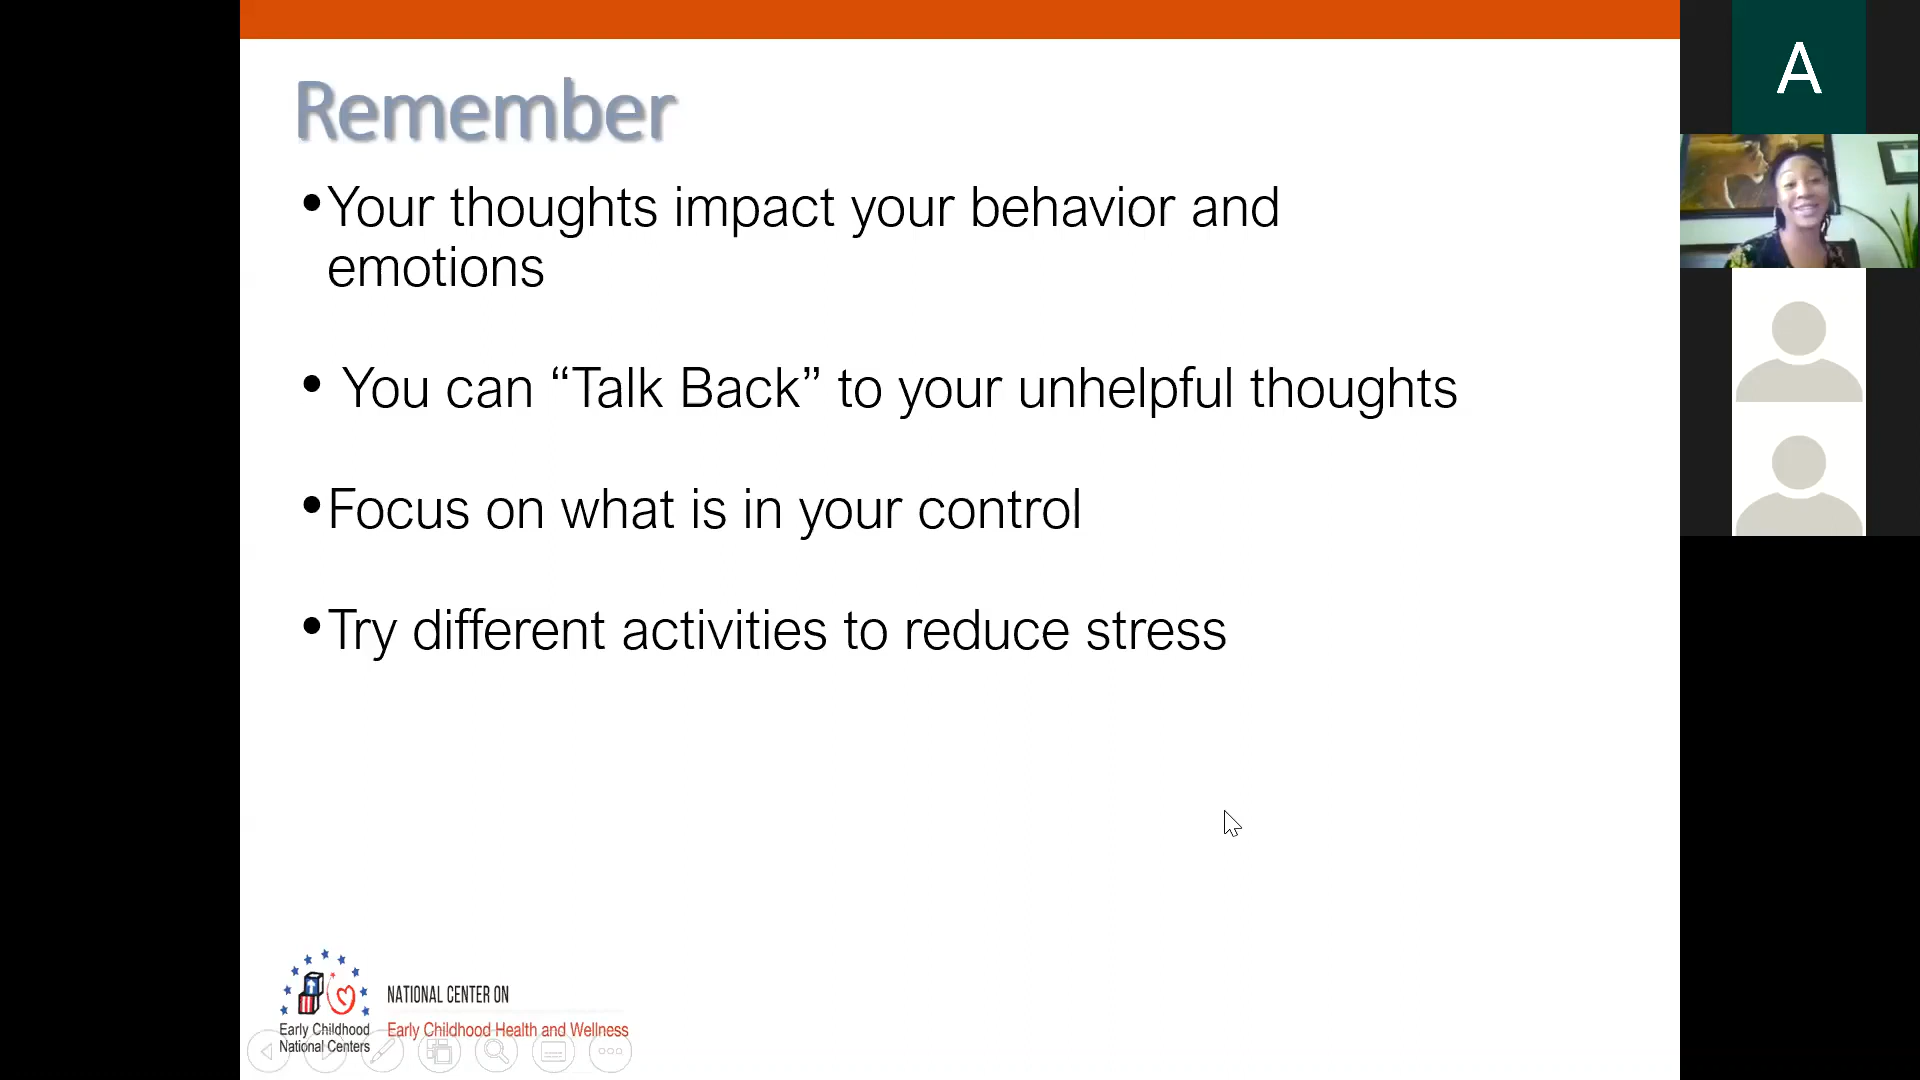 Remember
•Your thoughts impact your behavior and
emotions
• You can “Talk Back” to your unhelpful thoughts
•Focus on what is in your control
•Try different activities to reduce stress
A
NATIONAL CENTER ON
Early Childhood Health and Wellness
Early Childhood
National Centers